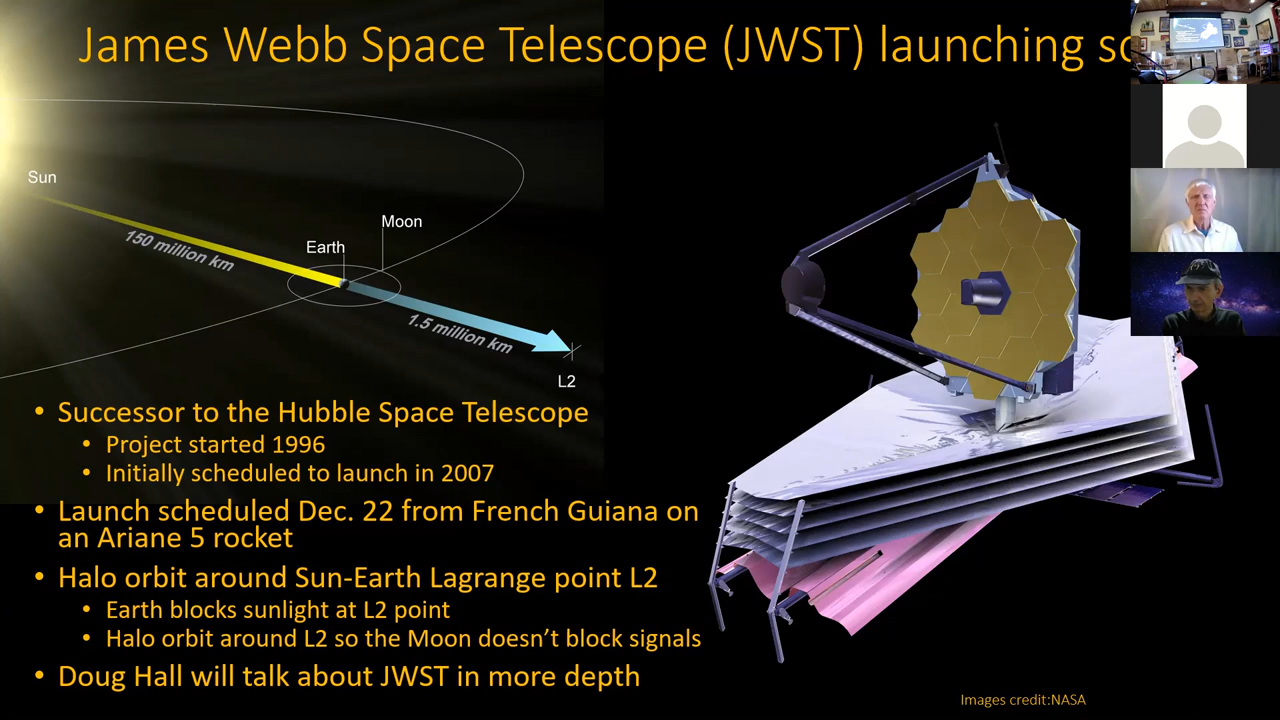 James Webb Space Telescope (JWST) launching
Sun
Moon
Earth
150 million km
1.5 million km
L2
• Successor to the Hubble Space Telescope
• Project started 1996
• Initially scheduled to launch in 2007
• Launch scheduled Dec. 22 from French Guiana on
an Ariane 5 rocket
• Halo orbit around Sun-Earth Lagrange point L2
• Earth blocks sunlight at L2 point
• Halo orbit around L2 so the Moon doesn’t block signals
• Doug Hall will talk about JWST in more depth
Images credit:NASA